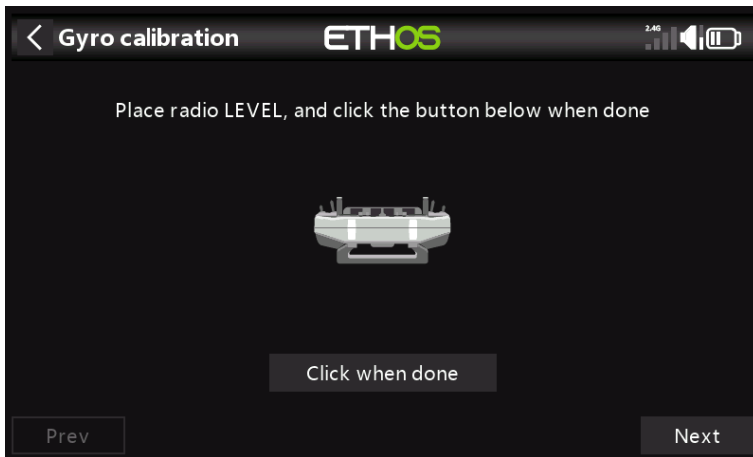 Gyro calibration
ETHOS
2.4G
Place radio LEVEL, and click the button below when done
Click when done
Prev
Next